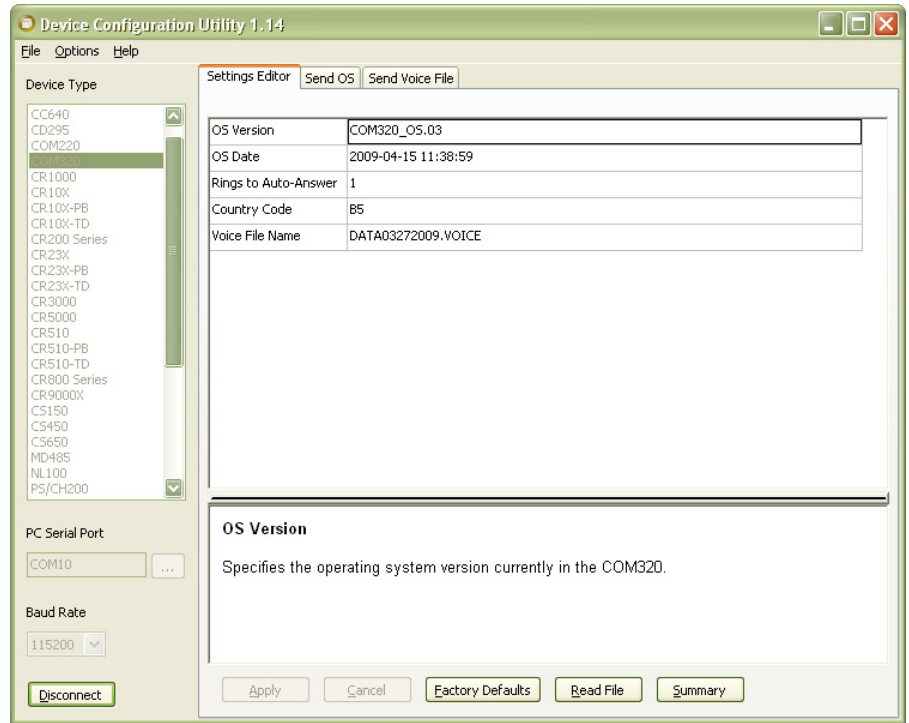 Device Configuration Utility 1.14
File Options Help
Device Type
CC640
CD295
COM220
COM320
CR1000
CR10X
CR10X-PB
CR10X-TD
CR200 Series
CR23X
CR23X-PB
CR23X-TD
CR3000
CR5000
CR510
CR510-PB
CR510-TD
CR800 Series
CR9000X
CS150
CS450
CS650
MD485
NL100
PS/CH200
PC Serial Port
COM10 ...
Baud Rate
115200
Disconnect
Settings Editor Send OS Send Voice File
OS Version COM320_OS.03
OS Date 2009-04-15 11:38:59
Rings to Auto-Answer 1
Country Code B5
Voice File Name DATA03272009.VOICE
OS Version
Specifies the operating system version currently in the COM320.
Apply Cancel Factory Defaults Read File Summary